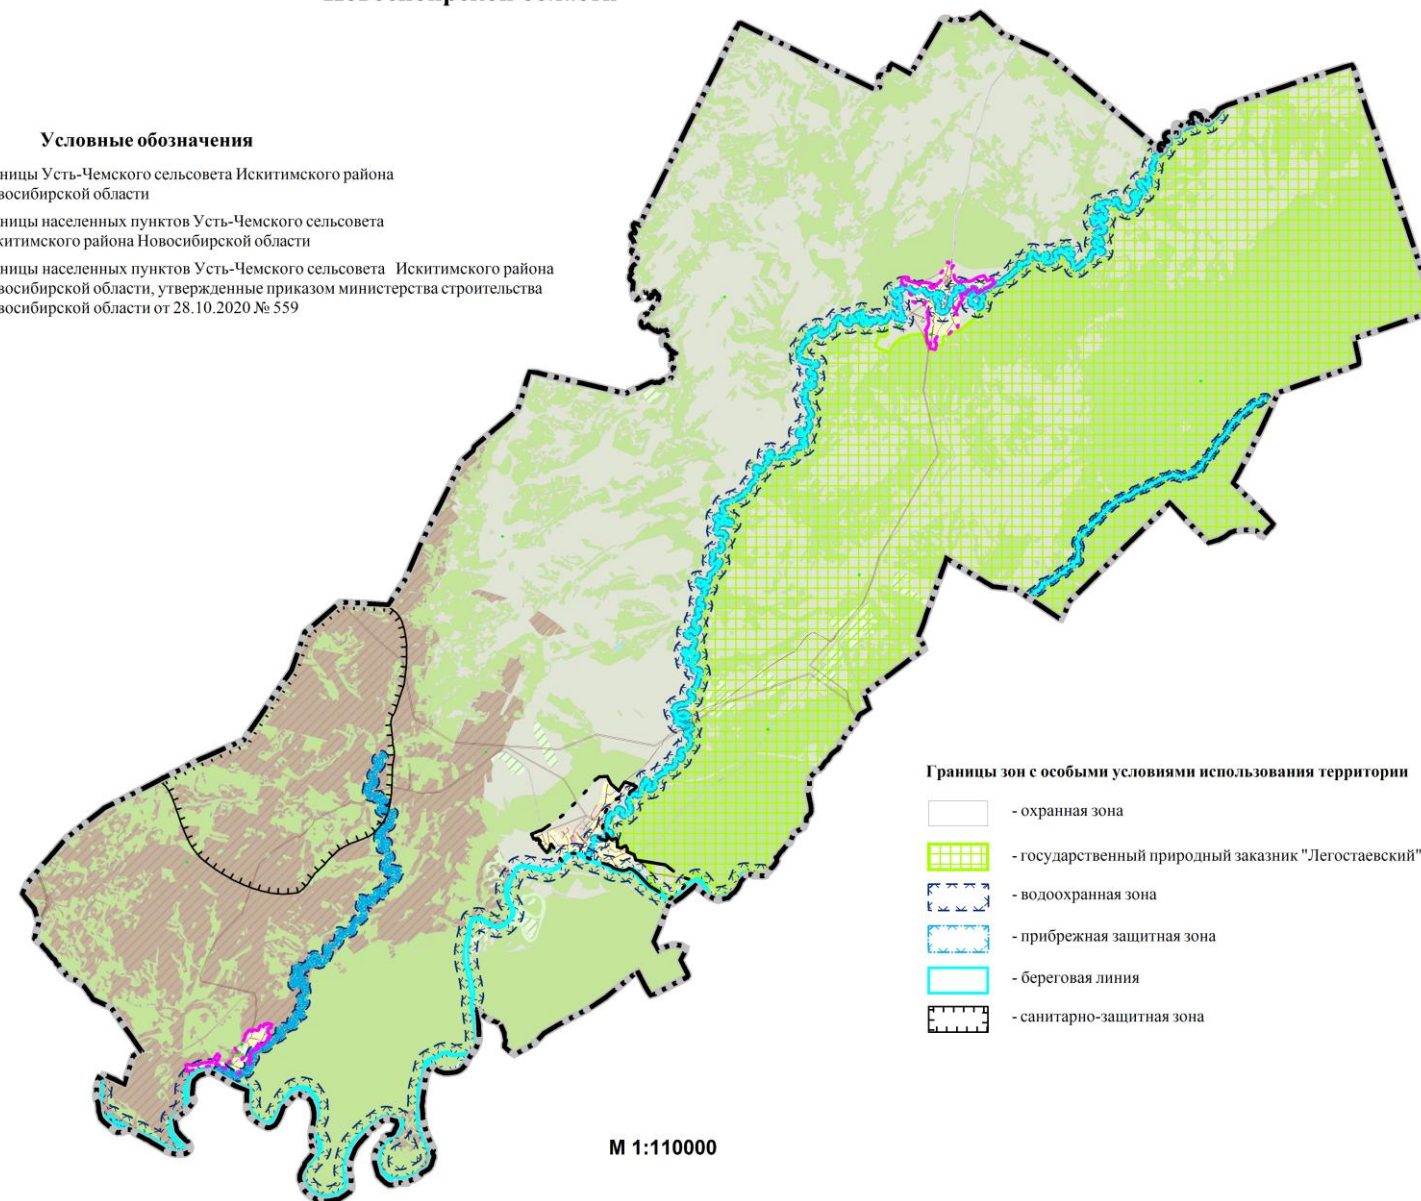 Условные обозначения
ницы Усть-Чемского сельсовета Искитимского района
восибирской области
ницы населенных пунктов Усть-Чемского сельсовета
китимского района Новосибирской области
ницы населенных пунктов Усть-Чемского сельсовета Искитимского района
восибирской области, утвержденные приказом министерства строительства
восибирской области от 28.10.2020 № 559
Границы зон с особыми условиями использования территории
- охранная зона
- государственный природный заказник "Легостаевский"
- водоохранная зона
- прибрежная защитная зона
- береговая линия
- санитарно-защитная зона
М 1:110000